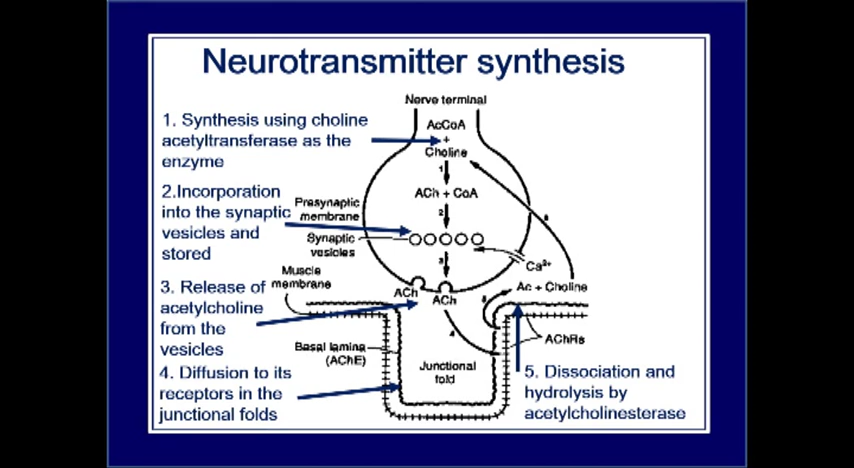 Neurotransmitter synthesis
1. Synthesis using choline
acetyltransferase as the
enzyme
2.Incorporation
into the synaptic
vesicles and
stored
3. Release of
acetylcholine
from the
vesicles
4. Diffusion to its
receptors in the
junctional folds
Nerve terminal
AcCoA
+
Choline
1
ACh + CoA
2
Presynaptic
membrane
Synaptic
vesicles
3
Ca²⁺
Muscle
membrane
ACh
ACh
Ac + Choline
4
5
6
AChRs
Basal lamina
(AChE)
Junctional
fold
5. Dissociation and
hydrolysis by
acetylcholinesterase